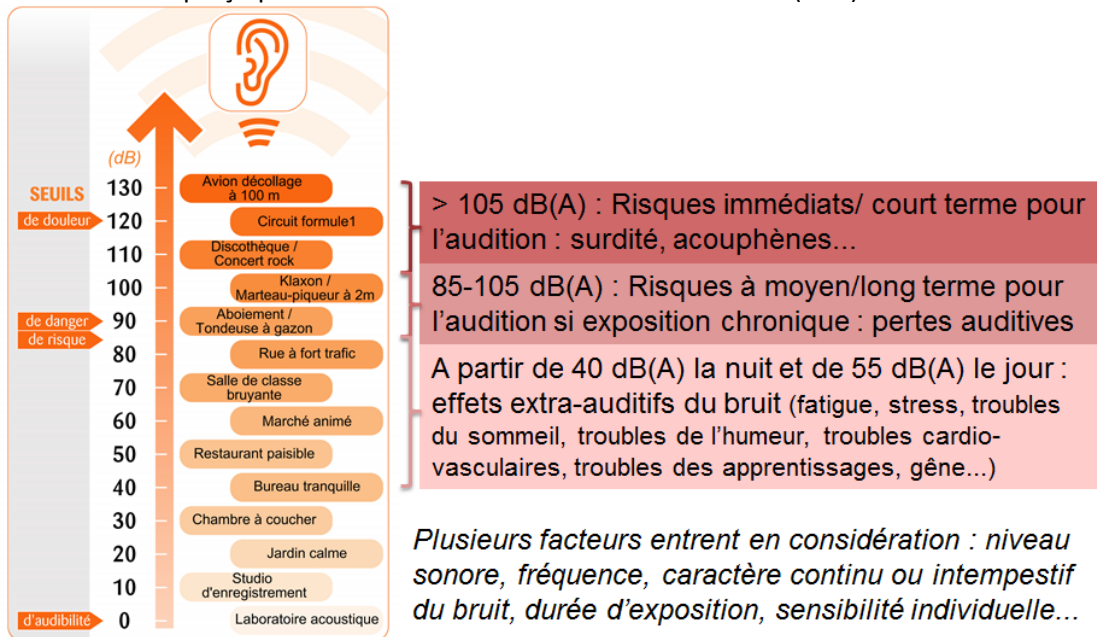 (dB)
SEUILS
130
Avion décollage
à 100 m
de douleur
120
Circuit formule1
110
Discothèque /
Concert rock
100
Klaxon /
Marteau-piqueur à 2m
de danger
90
Aboiement /
Tondeuse à gazon
de risque
80
Rue à fort trafic
70
Salle de classe
bruyante
60
Marché animé
50
Restaurant paisible
40
Bureau tranquille
30
Chambre à coucher
20
Jardin calme
10
Studio
d'enregistrement
d'audibilité
0
Laboratoire acoustique
> 105 dB(A) : Risques immédiats/ court terme pour
l'audition : surdité, acouphènes...
85-105 dB(A) : Risques à moyen/long terme pour
l'audition si exposition chronique : pertes auditives
A partir de 40 dB(A) la nuit et de 55 dB(A) le jour :
effets extra-auditifs du bruit (fatigue, stress, troubles
du sommeil, troubles de l'humeur, troubles cardio-
vasculaires, troubles des apprentissages, gêne...)
Plusieurs facteurs entrent en considération : niveau
sonore, fréquence, caractère continu ou intempestif
du bruit, durée d'exposition, sensibilité individuelle...